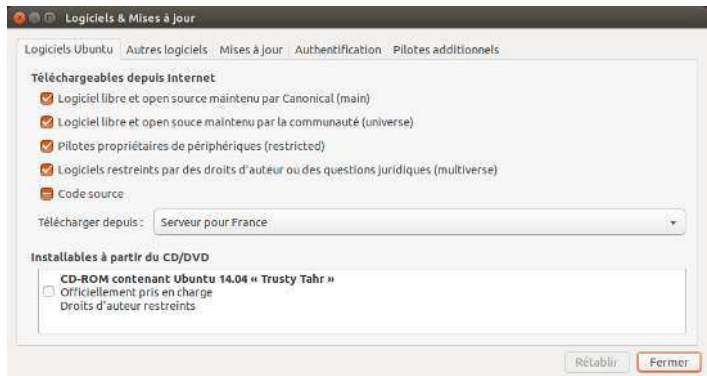 Logiciels & Mises à jour
Logiciels Ubuntu Autres logiciels Mises à jour Authentification Pilotes additionnels
Téléchargeables depuis Internet
Logiciel libre et open source maintenu par Canonical (main)
Logiciel libre et open souce maintenu par la communauté (universe)
Pilotes propriétaires de périphériques (restricted)
Logiciels restreints par des droits d'auteur ou des questions juridiques (multiverse)
Code source
Télécharger depuis : Serveur pour France
Installables à partir du CD/DVD
CD-ROM contenant Ubuntu 14.04 « Trusty Tahr »
Officiellement pris en charge
Droits d'auteur restreints
Rétablir Fermer